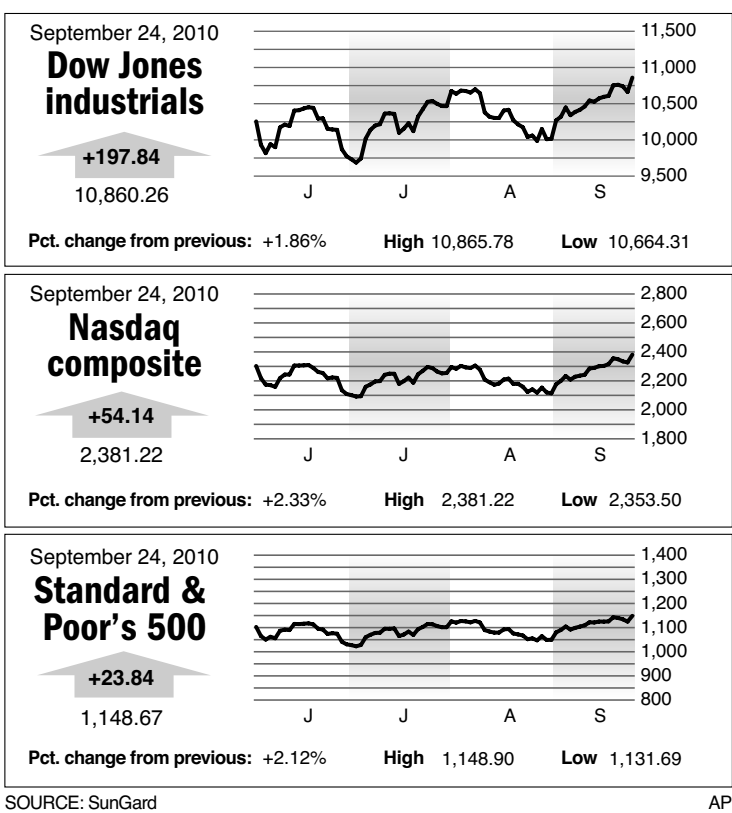 September 24, 2010
Dow Jones
industrials
+197.84
10,860.26
11,500
11,000
10,500
10,000
9,500
J J A S
Pct. change from previous: +1.86% High 10,865.78 Low 10,664.31
September 24, 2010
Nasdaq
composite
+54.14
2,381.22
2,800
2,600
2,400
2,200
2,000
1,800
J J A S
Pct. change from previous: +2.33% High 2,381.22 Low 2,353.50
September 24, 2010
Standard &
Poor's 500
+23.84
1,148.67
1,400
1,300
1,200
1,100
1,000
900
800
J J A S
Pct. change from previous: +2.12% High 1,148.90 Low 1,131.69
SOURCE: SunGard AP